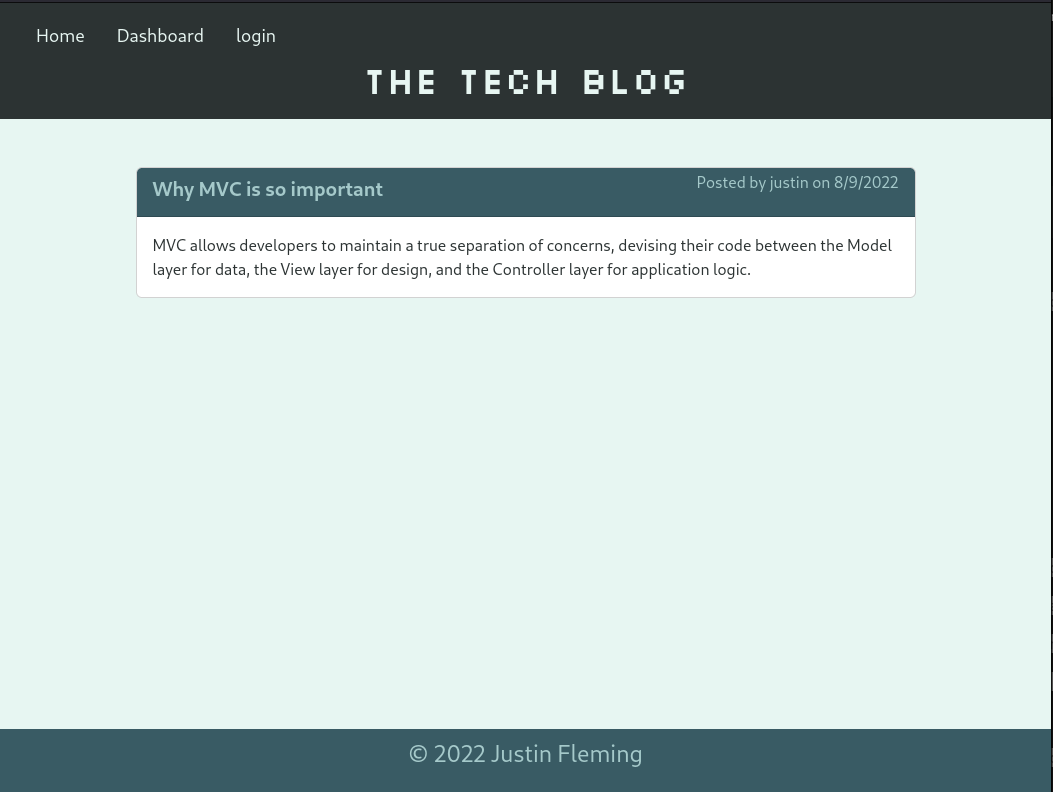 Home Dashboard login
THE TECH BLOG
Why MVC is so important Posted by justin on 8/9/2022
MVC allows developers to maintain a true separation of concerns, devising their code between the Model
layer for data, the View layer for design, and the Controller layer for application logic.
© 2022 Justin Fleming